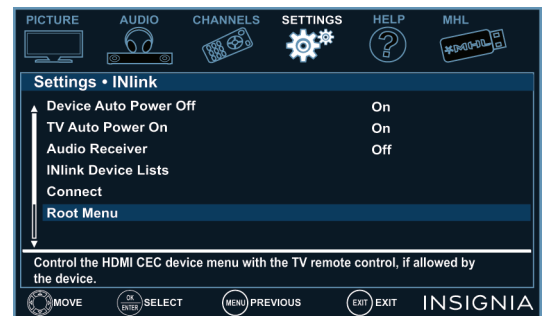 PICTURE AUDIO CHANNELS SETTINGS HELP MHL
MHL
Settings • INlink
Device Auto Power Off On
TV Auto Power On On
Audio Receiver Off
INlink Device Lists
Connect
Root Menu
Control the HDMI CEC device menu with the TV remote control, if allowed by
the device.
MOVE OK ENTER SELECT MENU PREVIOUS EXIT EXIT INSIGNIA